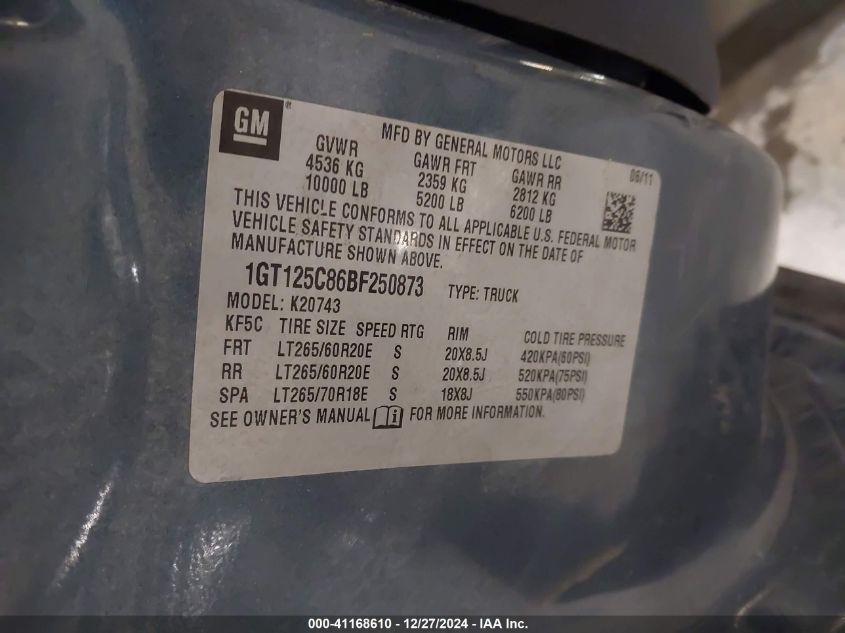 GM
MFD BY GENERAL MOTORS LLC
06/11
GVWR GAWR FRT GAWR RR
4536 KG 2359 KG 2812 KG
10000 LB 5200 LB 6200 LB
THIS VEHICLE CONFORMS TO ALL APPLICABLE U.S. FEDERAL MOTOR
VEHICLE SAFETY STANDARDS IN EFFECT ON THE DATE OF
MANUFACTURE SHOWN ABOVE.
1GT125C86BF250873 TYPE: TRUCK
MODEL: K20743
KF5C TIRE SIZE SPEED RTG RIM COLD TIRE PRESSURE
FRT LT265/60R20E S 20X8.5J 420KPA(60PSI)
RR LT265/60R20E S 20X8.5J 520KPA(75PSI)
SPA LT265/70R18E S 18X8J 550KPA(80PSI)
SEE OWNER'S MANUAL i FOR MORE INFORMATION.
000-41168610 - 12/27/2024 - IAA Inc.